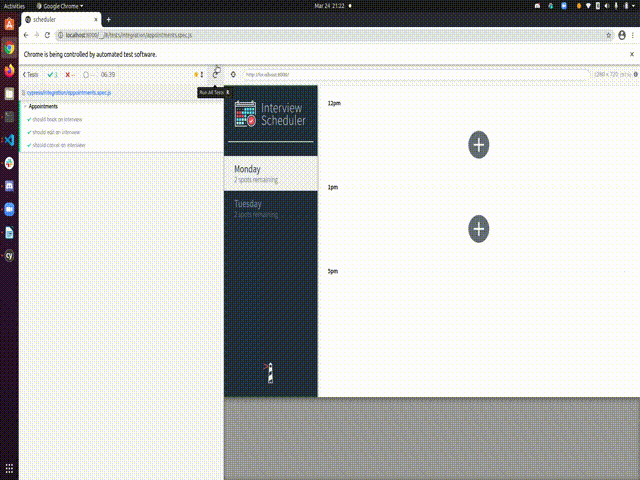 Activities
Google Chrome
Mar 24 21:22
scheduler
localhost:8000/__/#/tests/integration/appointments.spec.js
Chrome is being controlled by automated test software.
Tests
06.39
http://localhost:8000/
Run All Tests
cypress/integration/appointments.spec.js
Appointments
should book an interview
should edit an interview
should cancel an interview
Interview
Scheduler
Monday
2 spots remaining
Tuesday
2 spots remaining
12pm
1pm
5pm
cy